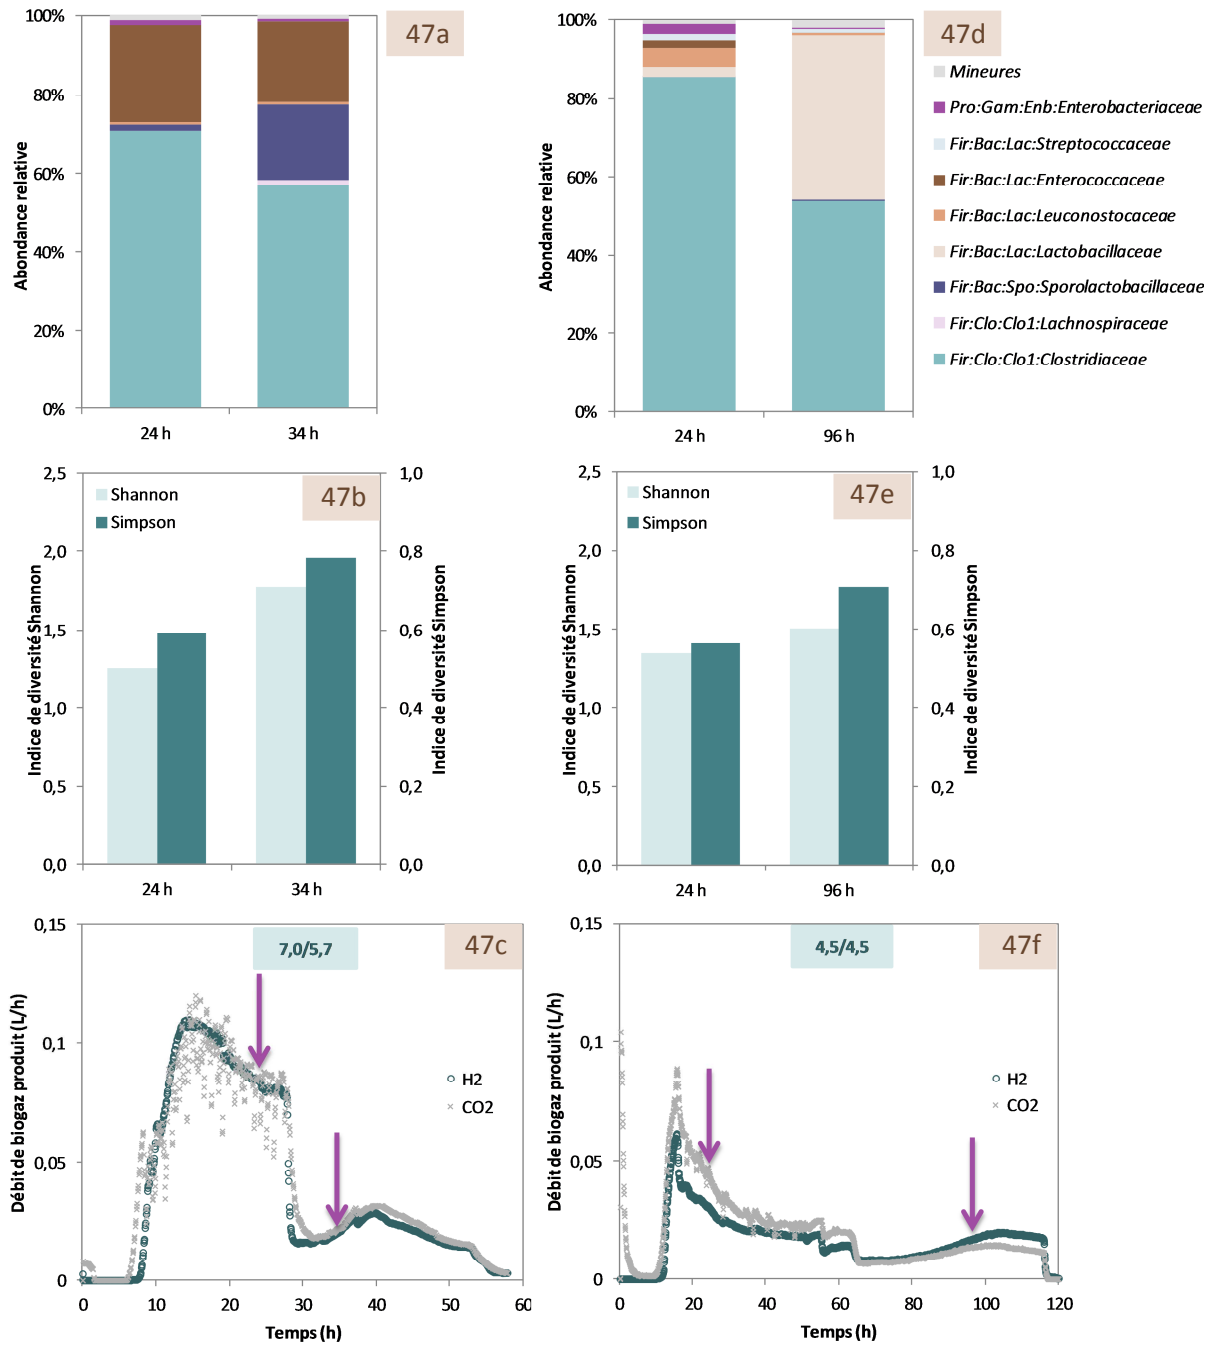 47a
100%
80%
60%
40%
20%
0%
Abondance relative
24 h
34 h
47d
100%
80%
60%
40%
20%
0%
Abondance relative
24 h
96 h
Mineures
Pro:Gam:Enb:Enterobacteriaceae
Fir:Bac:Lac:Streptococcaceae
Fir:Bac:Lac:Enterococcaceae
Fir:Bac:Lac:Leuconostocaceae
Fir:Bac:Lac:Lactobacillaceae
Fir:Bac:Spo:Sporolactobacillaceae
Fir:Clo:Clo1:Lachnospiraceae
Fir:Clo:Clo1:Clostridiaceae
47b
Shannon
Simpson
2,5
2,0
1,5
1,0
0,5
0,0
Indice de diversité Shannon
1,0
0,8
0,6
0,4
0,2
0,0
Indice de diversité Simpson
24 h
34 h
47e
Shannon
Simpson
2,5
2,0
1,5
1,0
0,5
0,0
Indice de diversité Shannon
1,0
0,8
0,6
0,4
0,2
0,0
Indice de diversité Simpson
24 h
96 h
47c
7,0/5,7
0,15
0,1
0,05
0
Débit de biogaz produit (L/h)
H2
CO2
0
10
20
30
40
50
60
Temps (h)
47f
4,5/4,5
0,15
0,1
0,05
0
Débit de biogaz produit (L/h)
H2
CO2
0
20
40
60
80
100
120
Temps (h)